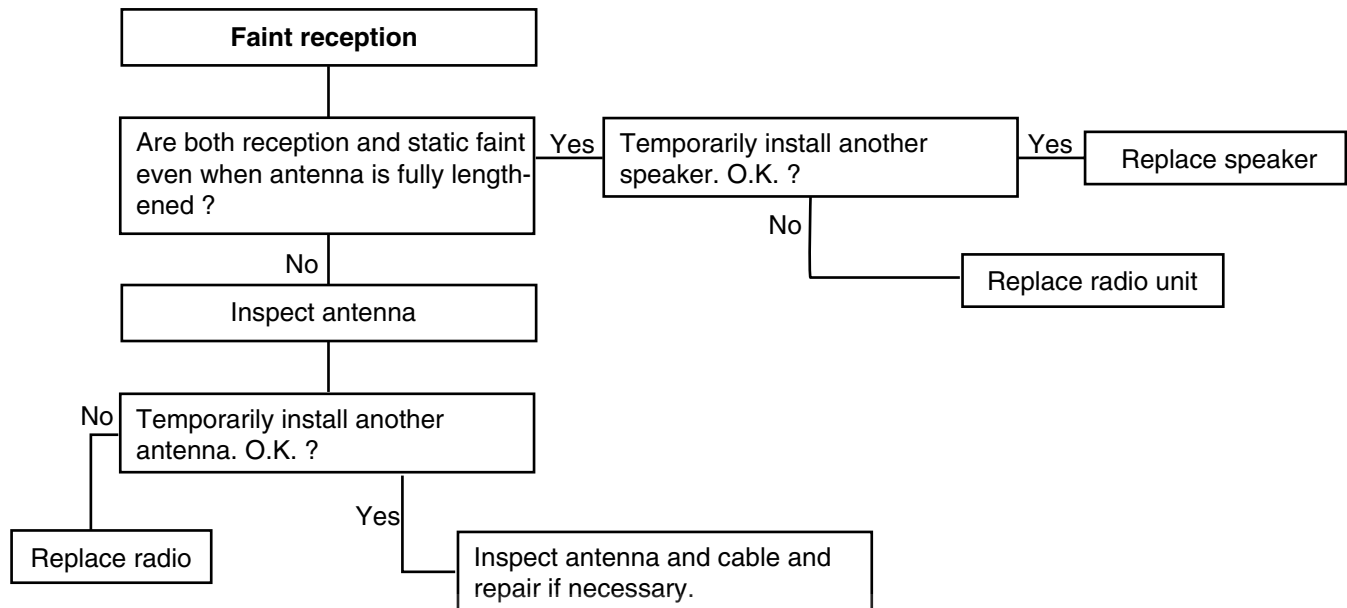 Faint reception
Are both reception and static faint
even when antenna is fully length-
ened ?
Yes
Temporarily install another
speaker. O.K. ?
Yes
Replace speaker
No
Replace radio unit
No
Inspect antenna
Temporarily install another
antenna. O.K. ?
No
Replace radio
Yes
Inspect antenna and cable and
repair if necessary.